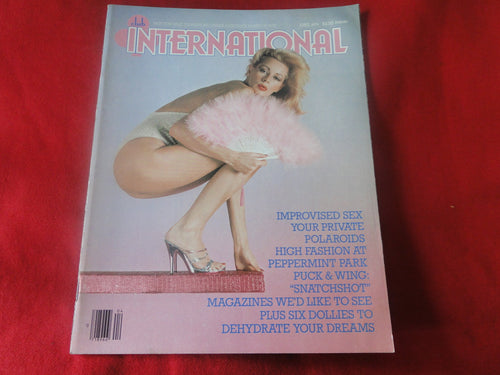 club
INTERNATIONAL
IMPROVISED SEX
YOUR PRIVATE
POLAROIDS
HIGH FASHION AT
PEPPERMINT PARK
PUCK & WING:
"SNATCHSHOT"
MAGAZINES WE'D LIKE TO SEE
PLUS SIX DOLLIES TO
DEHYDRATE YOUR DREAMS
04